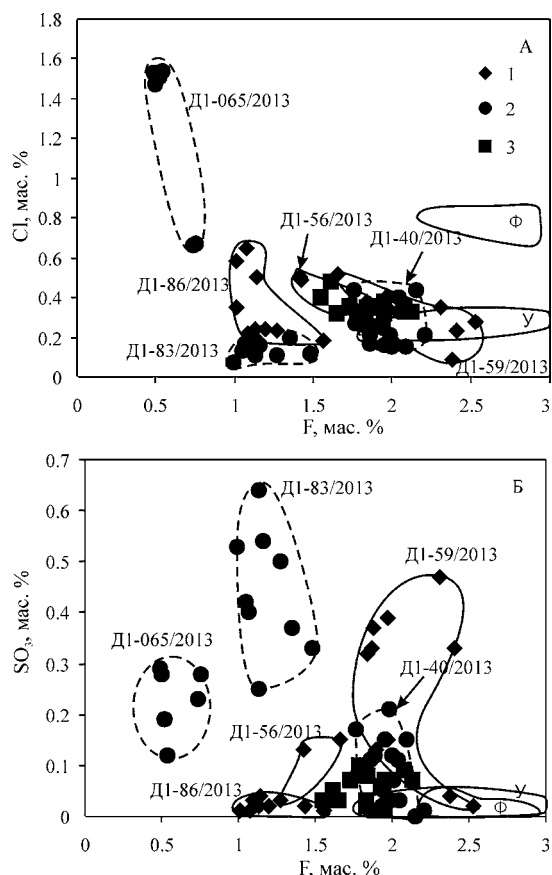 А
1.6
1.4
1.2
1.0
0.8
0.6
0.4
0.2
0
Cl, мас. %
1
2
3
Д1-065/2013
Д1-56/2013
Д1-40/2013
Д1-86/2013
Д1-83/2013
Д1-59/2013
Ф
У
0 0.5 1 1.5 2 2.5 3
F, мас. %
Б
0.7
0.6
0.5
0.4
0.3
0.2
0.1
0
SO₃, мас. %
Д1-83/2013
Д1-59/2013
Д1-065/2013
Д1-40/2013
Д1-56/2013
Д1-86/2013
У
Ф
0 0.5 1 1.5 2 2.5 3
F, мас. %